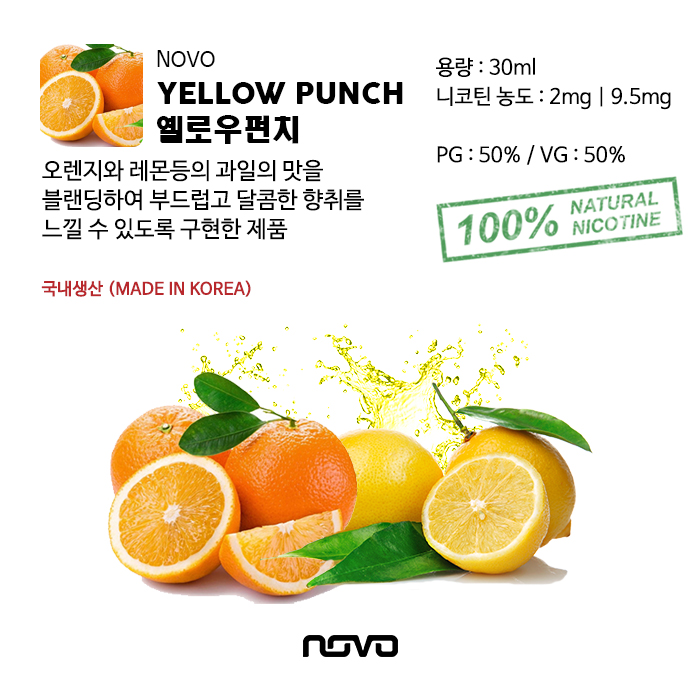 NOVO
YELLOW PUNCH
옐로우펀치
오렌지와 레몬등의 과일의 맛을
블랜딩하여 부드럽고 달콤한 향취를
느낄 수 있도록 구현한 제품
국내생산 (MADE IN KOREA)
용량 : 30ml
니코틴 농도 : 2mg | 9.5mg
PG : 50% / VG : 50%
100% NATURAL
NICOTINE
novo